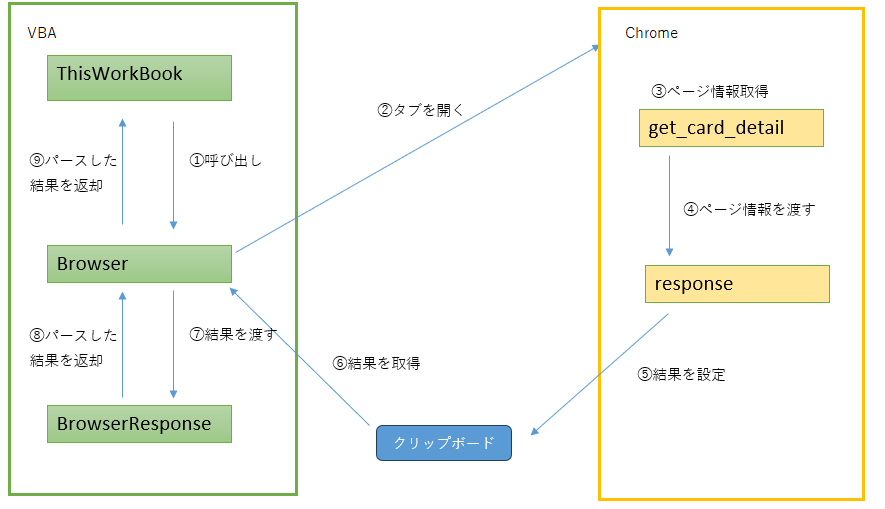 VBA
ThisWorkBook
⑨パースした
結果を返却
①呼び出し
Browser
⑧パースした
結果を返却
⑦結果を渡す
BrowserResponse
②タブを開く
⑥結果を取得
クリップボード
Chrome
③ページ情報取得
get_card_detail
④ページ情報を渡す
response
⑤結果を設定